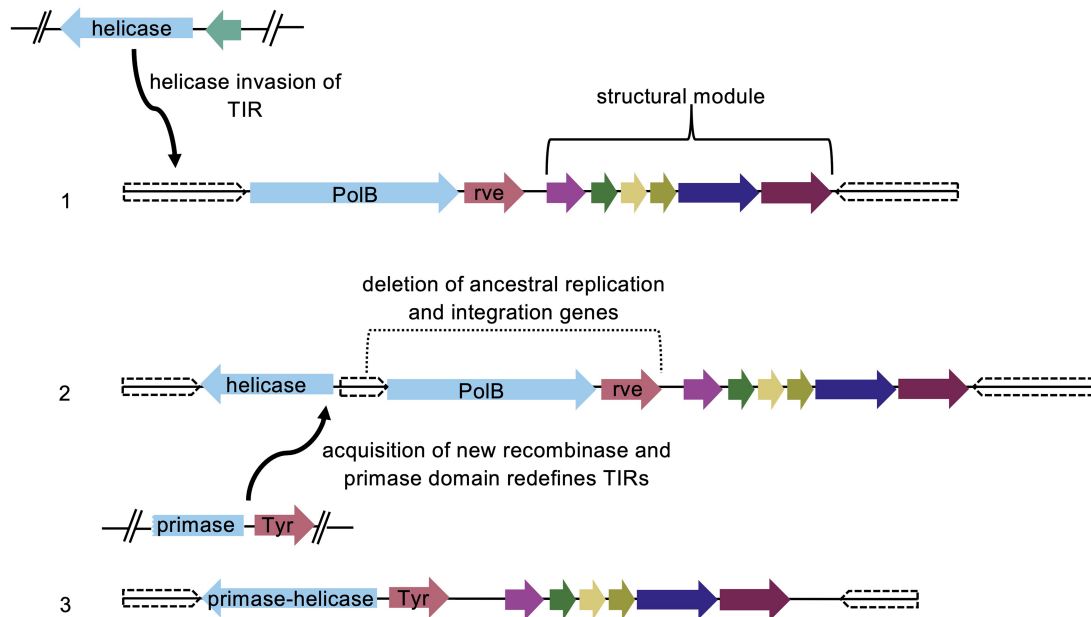 helicase
helicase invasion of
TIR
structural module
1
PolB
rve
deletion of ancestral replication
and integration genes
2
helicase
PolB
rve
acquisition of new recombinase and
primase domain redefines TIRs
primase
Tyr
3
primase-helicase
Tyr